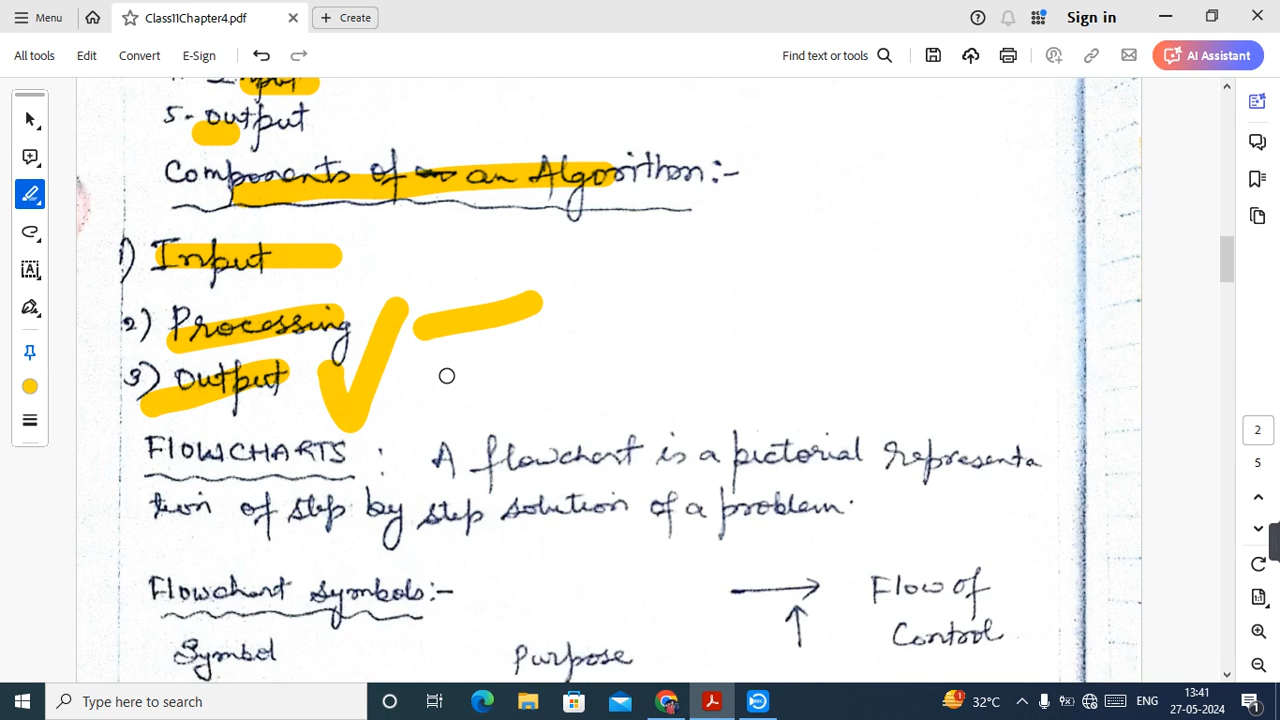 Menu Class11Chapter4.pdf Create Sign in
All tools Edit Convert E-Sign Find text or tools AI Assistant
Input
5- Output
Components of an Algorithm:-
1) Input
2) Processing
3) Output
FLOWCHARTS : A flowchart is a pictorial representa
tion of step by step solution of a problem.
Flowchart symbols:- → Flow of
Control
Symbol Purpose
2
5
Type here to search 1 32°C ENG 13:41
27-05-2024 1